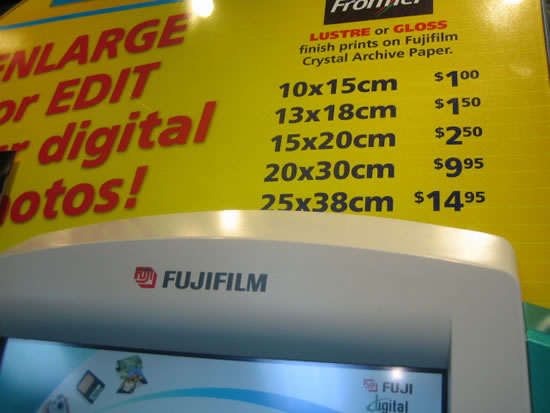 Frontier
LUSTRE or GLOSS
finish prints on Fujifilm
Crystal Archive Paper.
10x15cm $1.00
13x18cm $1.50
15x20cm $2.50
20x30cm $9.95
25x38cm $14.95
ENLARGE
or EDIT
r digital
otos!
FUJI FUJIFILM
FUJI
digital